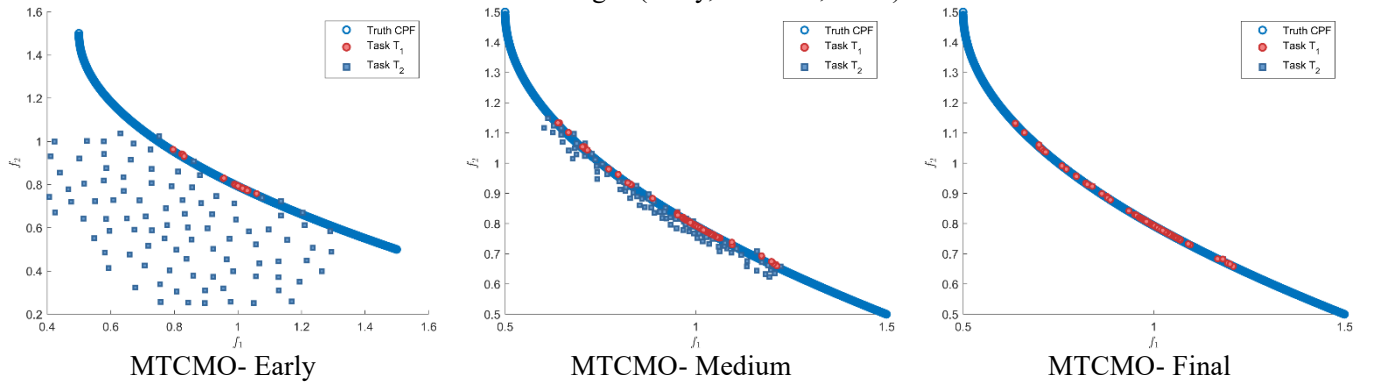 1.6
1.4
1.2
1
0.8
0.6
0.4
0.2
f2
Truth CPF
Task T1
Task T2
0.4 0.6 0.8 1 1.2 1.4 1.6
f1
MTCMO- Early
1.5
1.4
1.3
1.2
1.1
1
0.9
0.8
0.7
0.6
0.5
f2
Truth CPF
Task T1
Task T2
0.5 1 1.5
f1
MTCMO- Medium
1.5
1.4
1.3
1.2
1.1
1
0.9
0.8
0.7
0.6
0.5
f2
Truth CPF
Task T1
Task T2
0.5 1 1.5
f1
MTCMO- Final